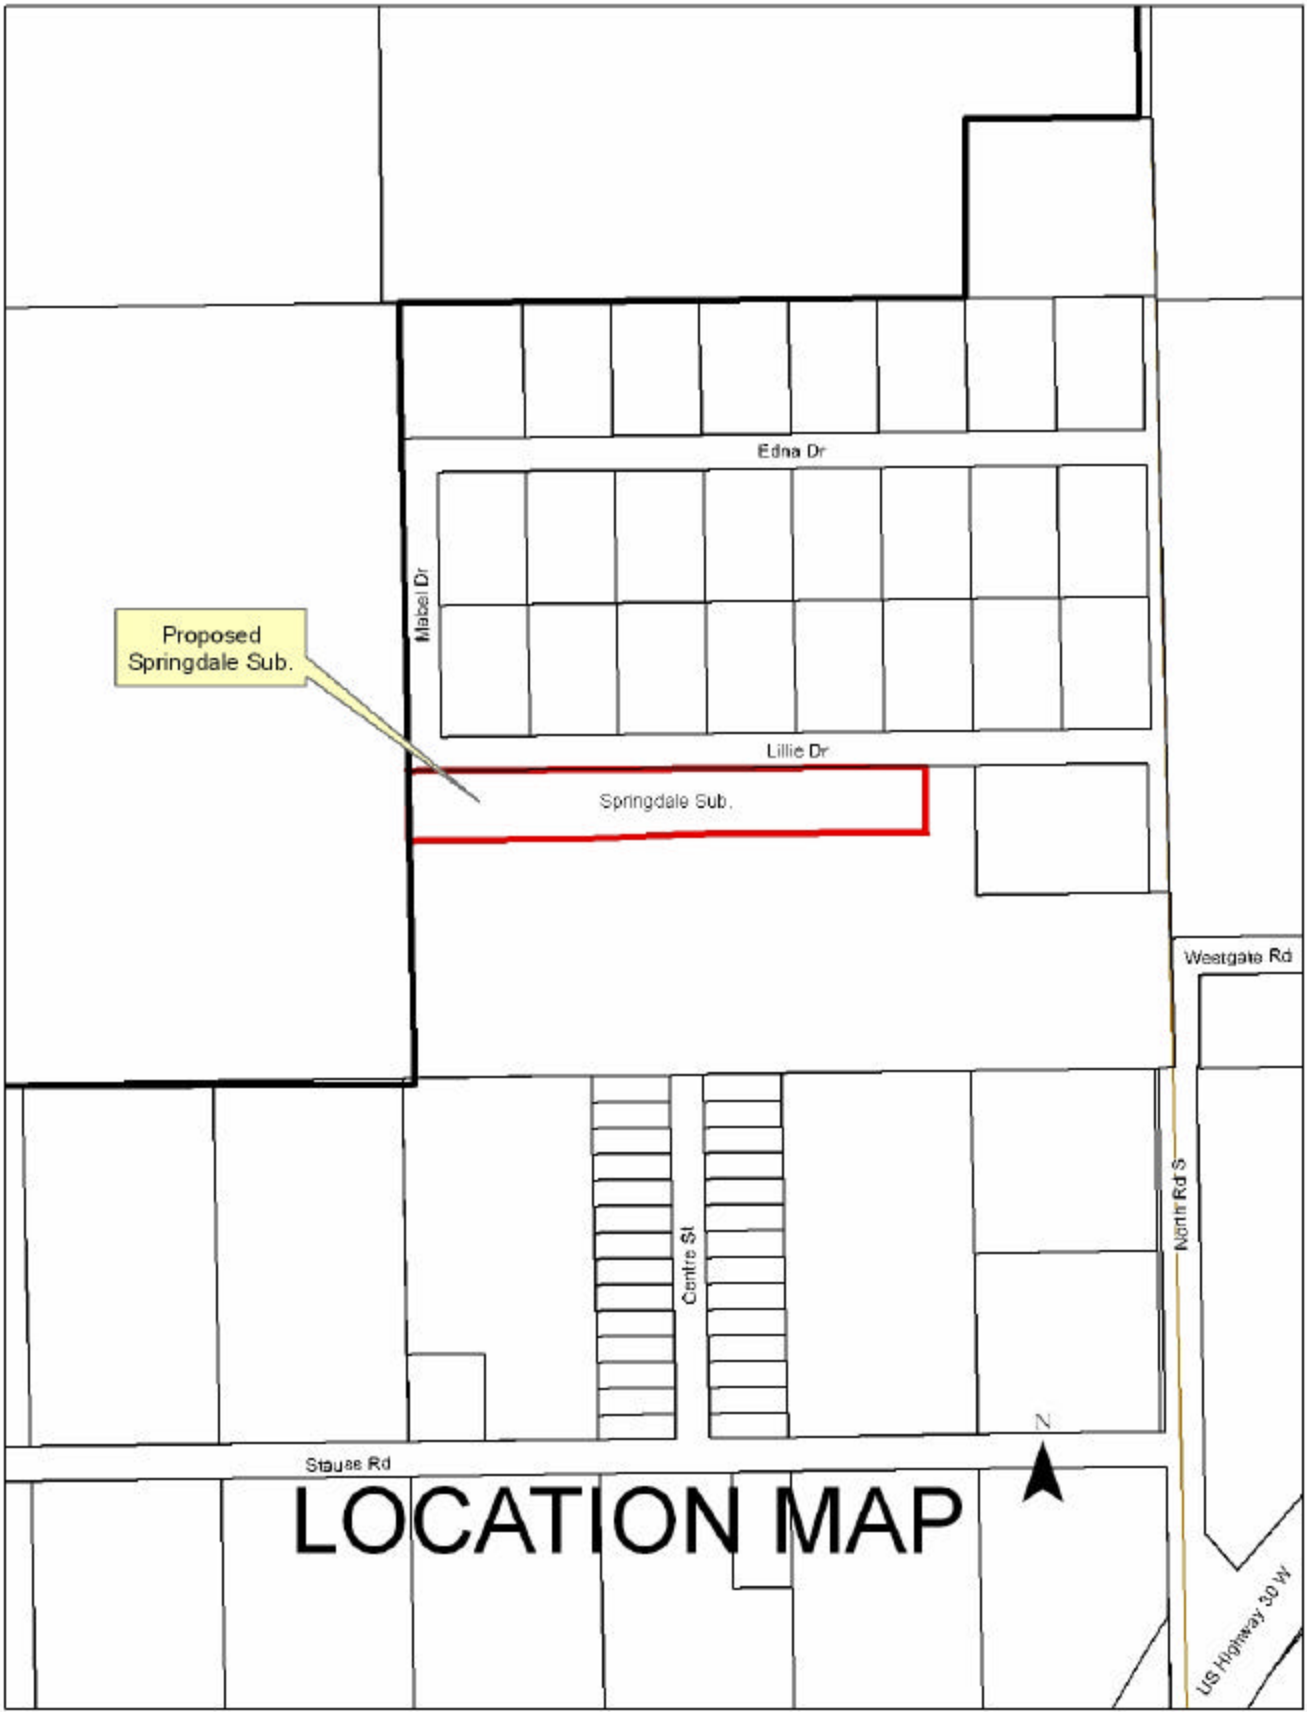 Edna Dr
Mabel Dr
Proposed
Springdale Sub.
Lillie Dr
Springdale Sub.
Westgate Rd
North Rd S
Centre St
N
Stauss Rd
LOCATION MAP
US Highway 30 W